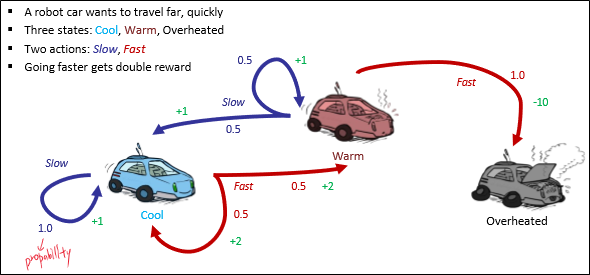 ▪ A robot car wants to travel far, quickly
▪ Three states: Cool, Warm, Overheated
▪ Two actions: Slow, Fast
▪ Going faster gets double reward
0.5
+1
Fast
1.0
-10
Slow
+1
0.5
Warm
Slow
Fast
0.5
+2
Overheated
Cool
0.5
1.0
+1
+2
probability